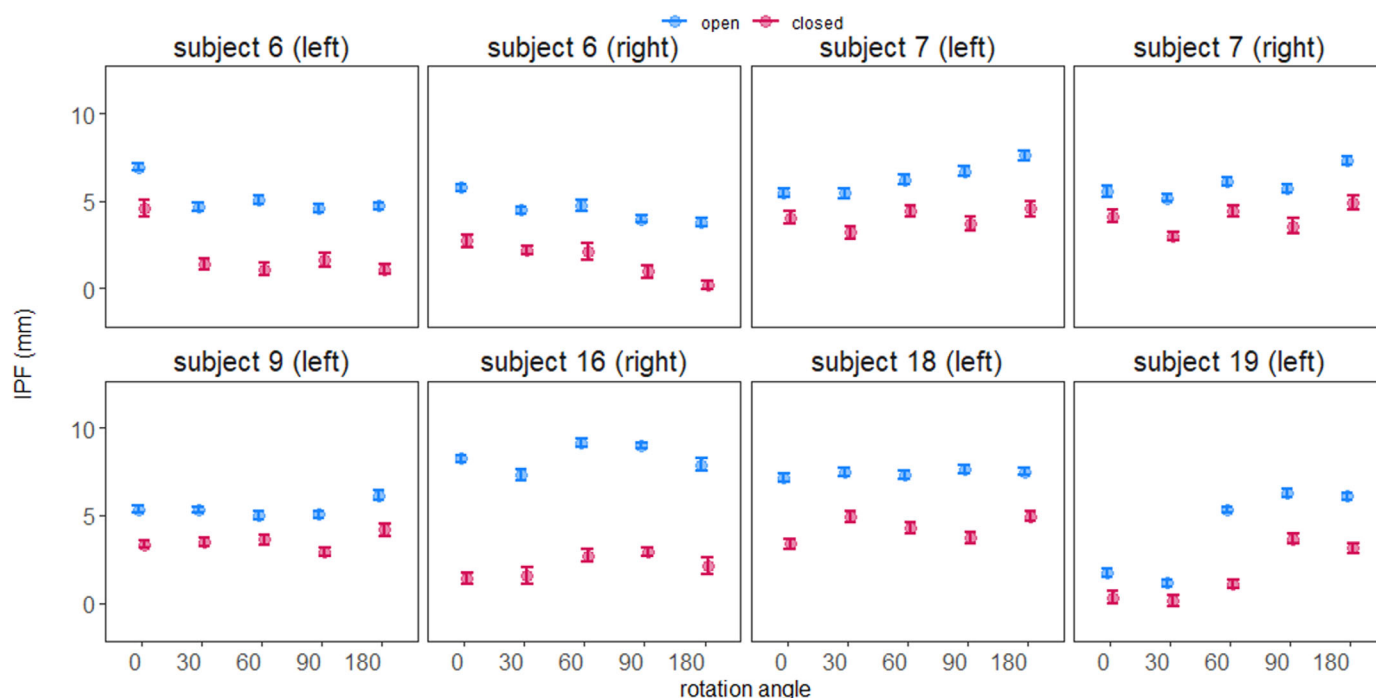 open closed
subject 6 (left) subject 6 (right) subject 7 (left) subject 7 (right)
10
5
0
IPF (mm)
subject 9 (left) subject 16 (right) subject 18 (left) subject 19 (left)
10
5
0
0 30 60 90 180 0 30 60 90 180 0 30 60 90 180 0 30 60 90 180
rotation angle